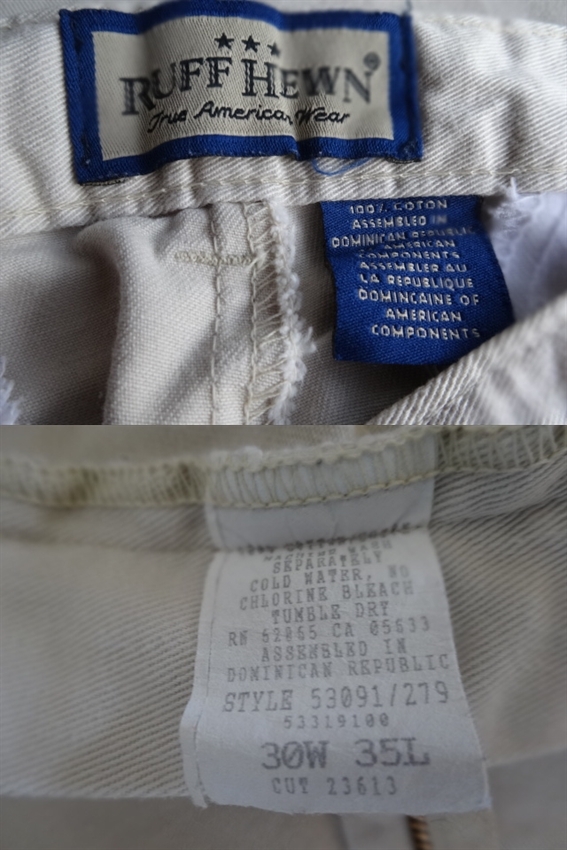 RUFF HEWN®
True American Wear
100% COTON
ASSEMBLED IN
DOMINICAN REPUBLIC
AMERICAN
COMPONENTS
ASSEMBLER AU
LA REPUBLIQUE
DOMINCAINE OF
AMERICAN
COMPONENTS
SEPARATELY
COLD WATER, NO
CHLORINE BLEACH
TUMBLE DRY
RN 62865 CA 05633
ASSEMBLED IN
DOMINICAN REPUBLIC
STYLE 53091/279
53319100
30W 35L
CUT 23613